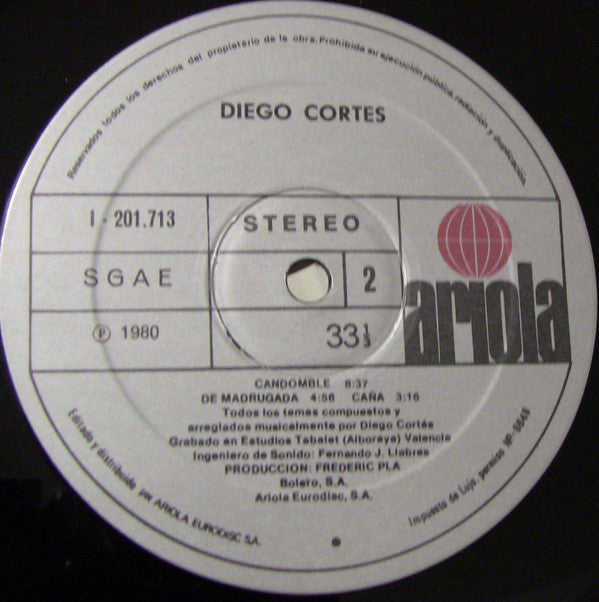 Reservados todos los derechos del propietario de la obra. Prohibida su ejecución pública, radiación y duplicación.
DIEGO CORTES
I - 201.713
STEREO
SGAE
2
ariola
Ⓟ 1980
33⅓
CANDOMBLE 6:37
DE MADRUGADA 4:56 CAÑA 3:16
Todos los temas compuestos y
arreglados musicalmente por Diego Cortés
Grabado en Estudios Tabalet (Alboraya) Valencia
Ingeniero de Sonido: Fernando J. Llabres
PRODUCCION: FREDERIC PLA
Bolero, S.A.
Ariola Eurodisc, S.A.
Editado y distribuido por ARIOLA EURODISC S.A.
Impuesto de Lujo, permiso